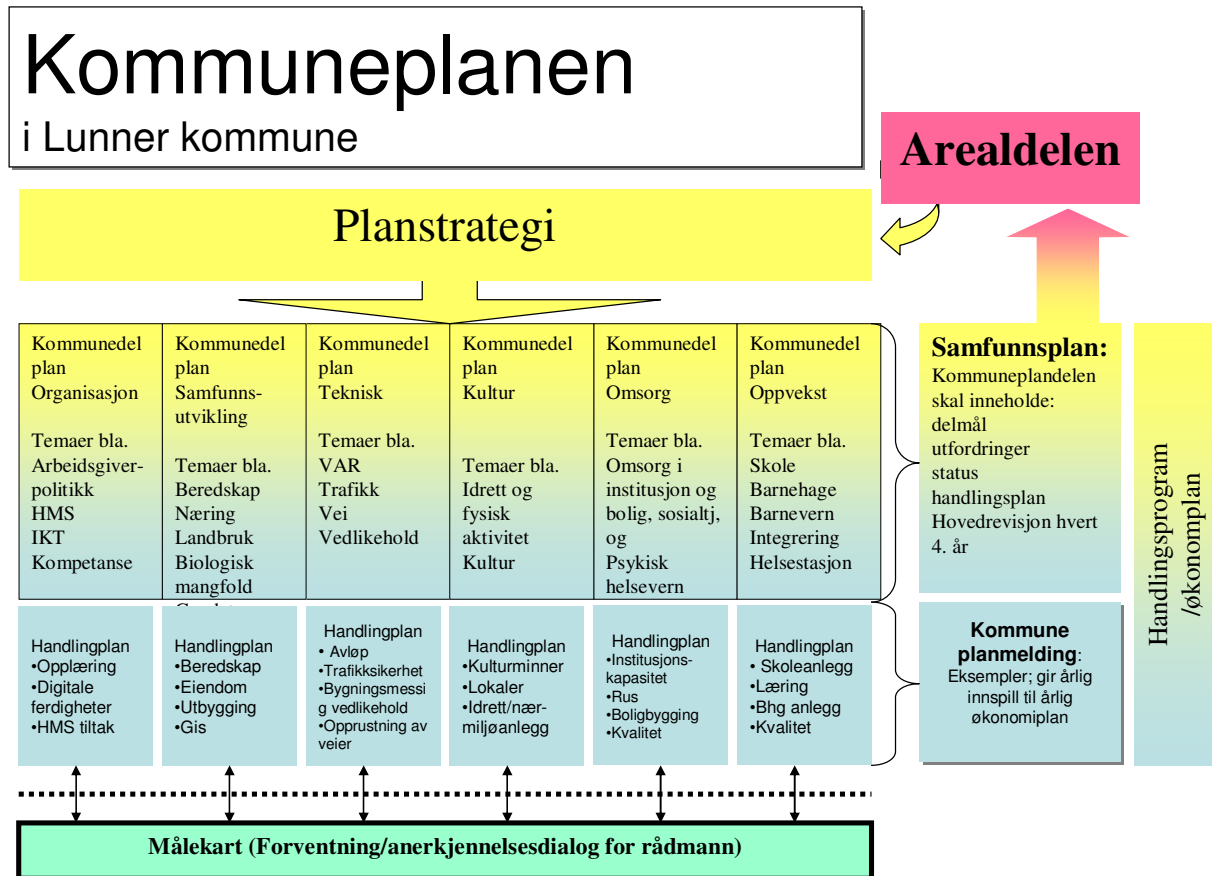 Kommuneplanen
i Lunner kommune
Arealdelen
Planstrategi
Kommunedel
plan
Organisasjon
Temaer bla.
Arbeidsgiver-
politikk
HMS
IKT
Kompetanse
Kommunedel
plan
Samfunns-
utvikling
Temaer bla.
Beredskap
Næring
Landbruk
Biologisk
mangfold
Kommunedel
plan
Teknisk
Temaer bla.
VAR
Trafikk
Vei
Vedlikehold
Kommunedel
plan
Kultur
Temaer bla.
Idrett og
fysisk
aktivitet
Kultur
Kommunedel
plan
Omsorg
Temaer bla.
Omsorg i
institusjon og
bolig, sosialtj,
og
Psykisk
helsevern
Kommunedel
plan
Oppvekst
Temaer bla.
Skole
Barnehage
Barnevern
Integrering
Helsestasjon
Samfunnsplan:
Kommuneplandelen
skal inneholde:
delmål
utfordringer
status
handlingsplan
Hovedrevisjon hvert
4. år
Handlingsprogram
/økonomplan
Handlingplan
•Opplæring
•Digitale
ferdigheter
•HMS tiltak
Handlingplan
•Beredskap
•Eiendom
•Utbygging
•Gis
Handlingplan
• Avløp
•Trafikksikerhet
•Bygningsmessi
g vedlikehold
•Opprustning av
veier
Handlingplan
•Kulturminner
•Lokaler
•Idrett/nær-
miljøanlegg
Handlingplan
•Institusjons-
kapasitet
•Rus
•Boligbygging
•Kvalitet
Handlingplan
• Skoleanlegg
•Læring
•Bhg anlegg
•Kvalitet
Kommune
planmelding:
Eksempler; gir årlig
innspill til årlig
økonomiplan
Målekart (Forventning/anerkjennelsesdialog for rådmann)